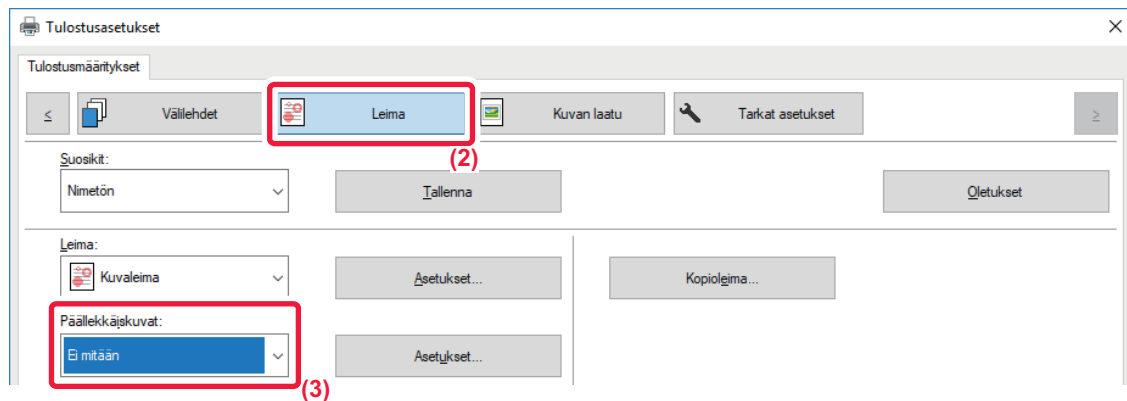 Tulostusasetukset
Tulostusmääritykset
≤ Välilehdet Leima Kuvan laatu Tarkat asetukset ≥
(2)
Suosikit:
Nimetön Tallenna Oletukset
Leima:
Kuvaleima Asetukset... Kopioleima...
Päällekkäiskuvat:
Ei mitään Asetukset...
(3)